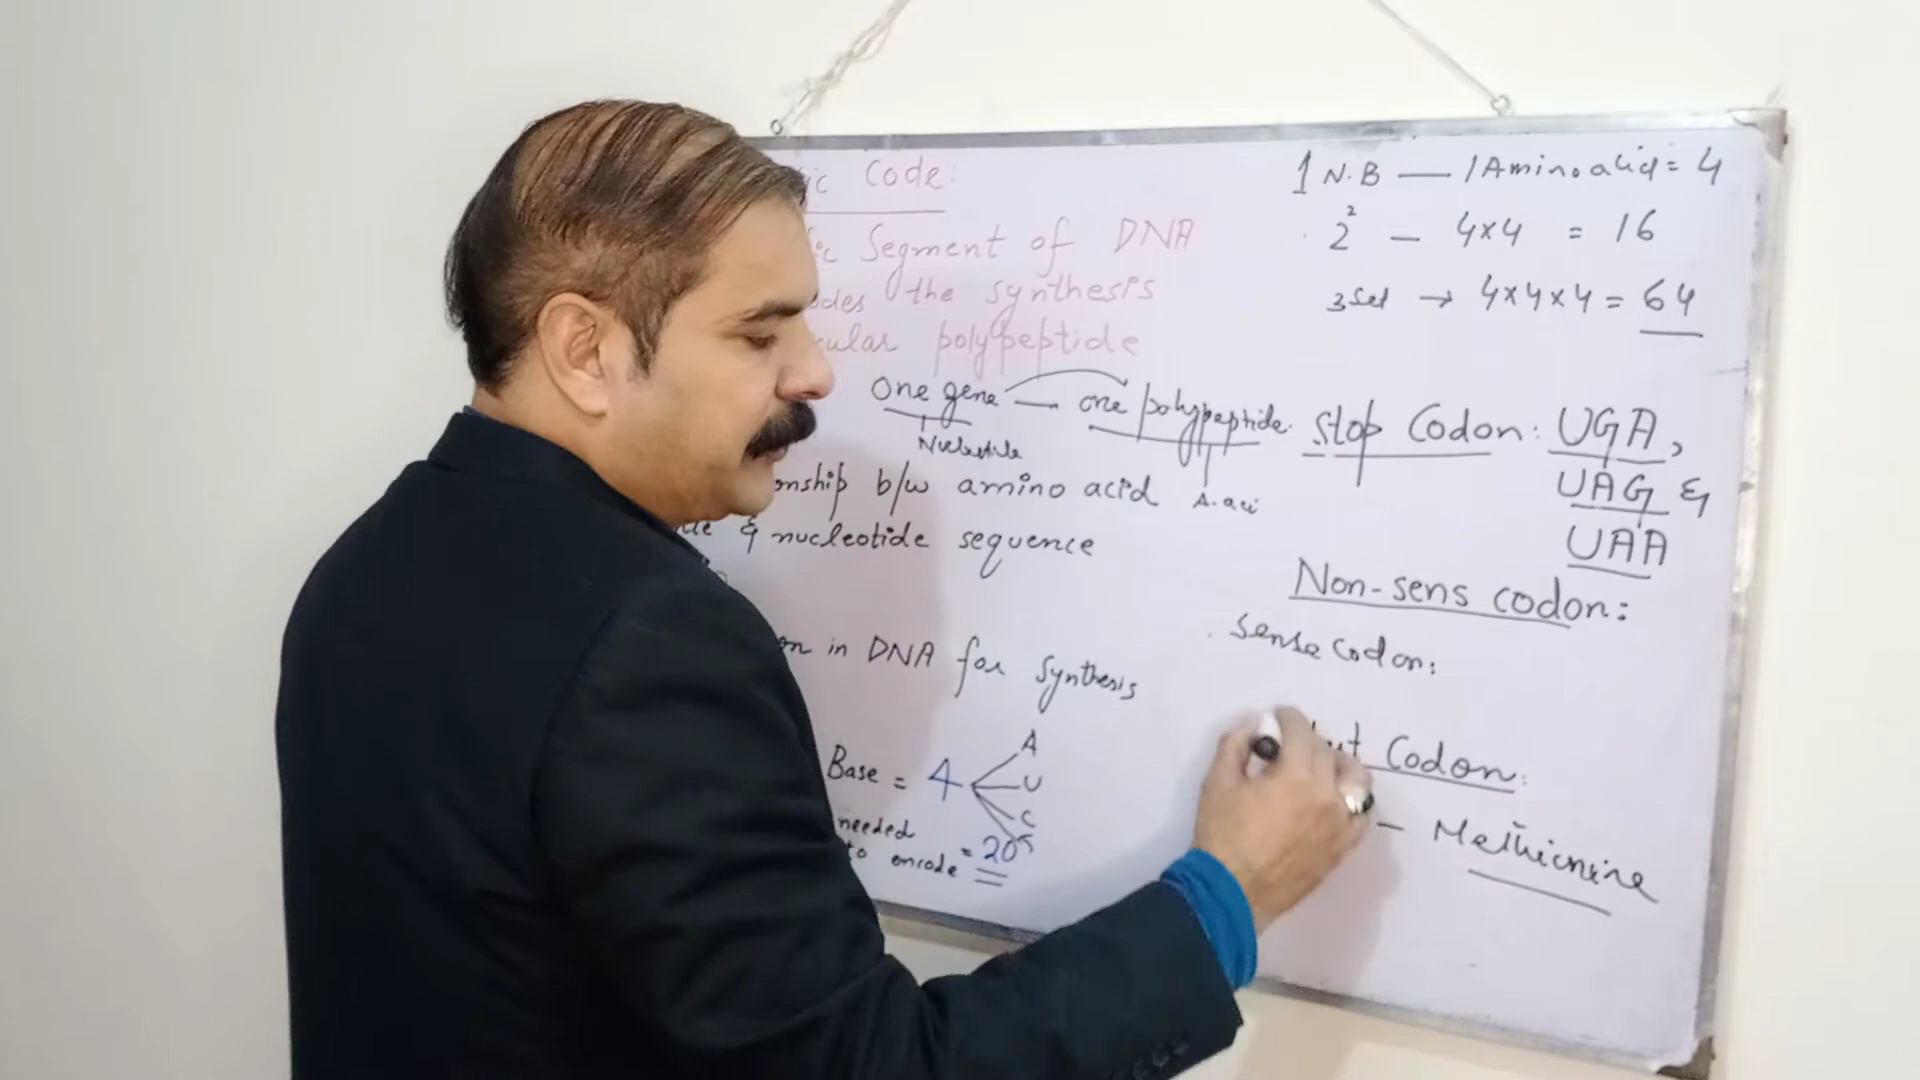 Code:
Segment of DNA
the synthesis
polypeptide
One gene — one polypeptide
A. aci
b/w amino acid
& nucleotide sequence
in DNA for synthesis
Base = 4
A
U
C
needed
to encode = 20
1 N.B — 1 Amino acid = 4
2² — 4×4 = 16
3 Set → 4×4×4 = 64
Stop Codon: UGA,
UAG &
UAA
Non-sens codon:
Sense Codon:
Codon:
— Methionine